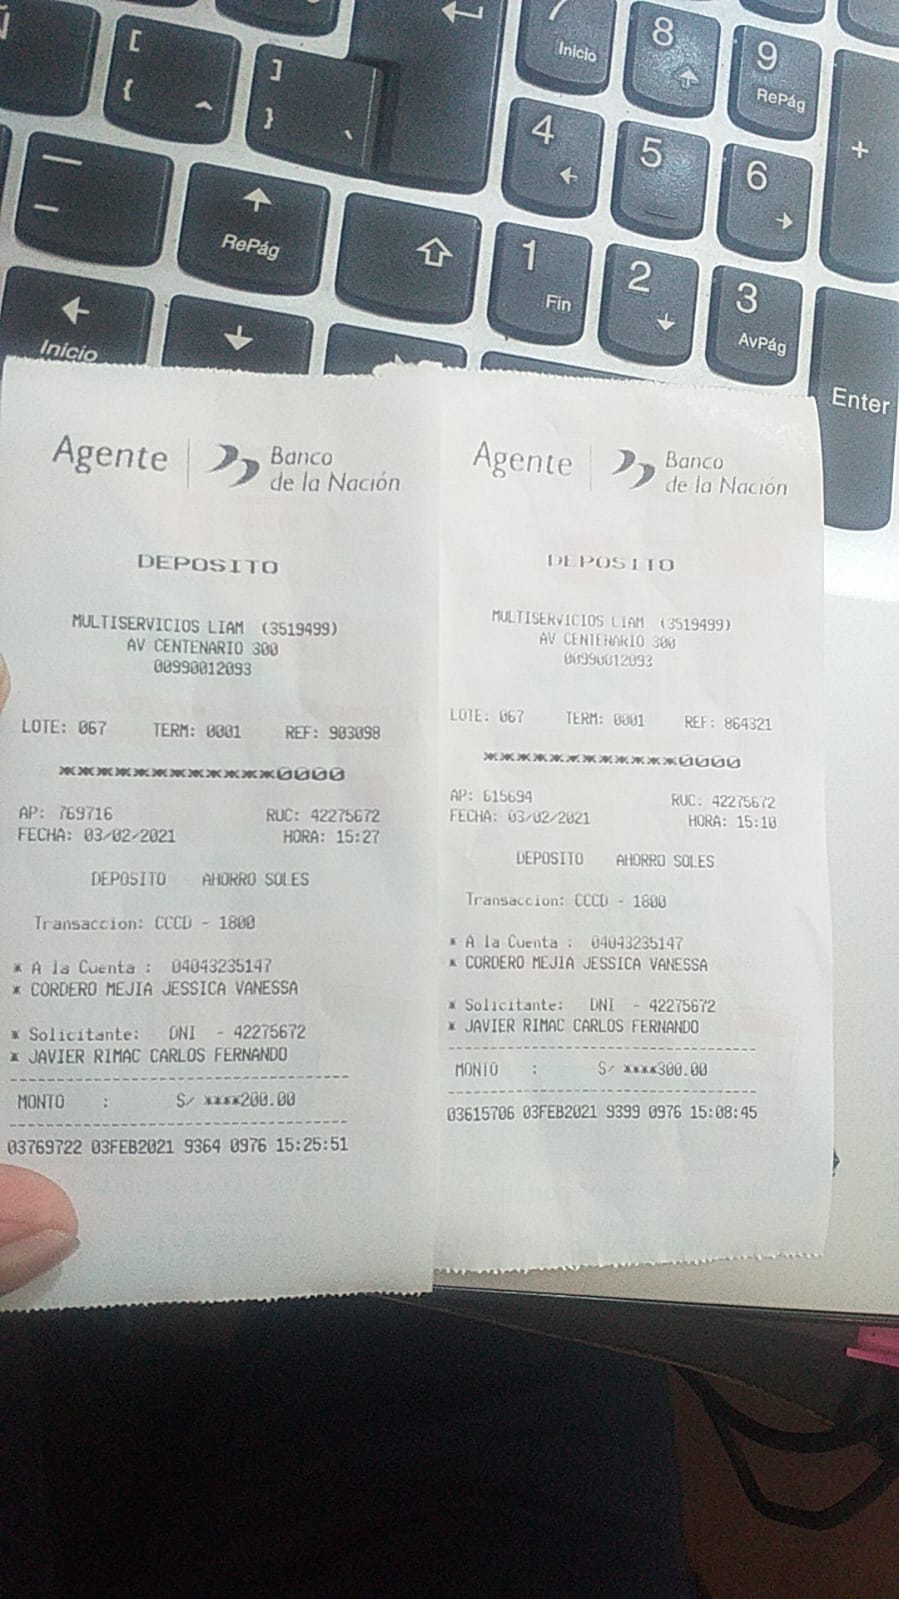 [
{
^
]
}
`
7
Inicio
8
9
RePág
4
5
6
+
RePág
1
Fin
2
3
AvPág
Inicio
Enter
Agente | Banco
de la Nación
DEPOSITO
MULTISERVICIOS LIAM (3519499)
AV CENTENARIO 300
00990012093
LOTE: 067 TERM: 0001 REF: 903098
************0000
AP: 769716 RUC: 42275672
FECHA: 03/02/2021 HORA: 15:27
DEPOSITO AHORRO SOLES
Transaccion: CCCD - 1800
* A la Cuenta : 04043235147
* CORDERO MEJIA JESSICA VANESSA
* Solicitante: DNI - 42275672
* JAVIER RIMAC CARLOS FERNANDO
MONTO : S/ ****200.00
03769722 03FEB2021 9364 0976 15:25:51
Agente | Banco
de la Nación
DEPOSITO
MULTISERVICIOS LIAM (3519499)
AV CENTENARIO 300
00990012093
LOTE: 067 TERM: 0001 REF: 864321
************0000
AP: 615694 RUC: 42275672
FECHA: 03/02/2021 HORA: 15:10
DEPOSITO AHORRO SOLES
Transaccion: CCCD - 1800
* A la Cuenta : 04043235147
* CORDERO MEJIA JESSICA VANESSA
* Solicitante: DNI - 42275672
* JAVIER RIMAC CARLOS FERNANDO
MONTO : S/ ****300.00
03615706 03FEB2021 9399 0976 15:08:45